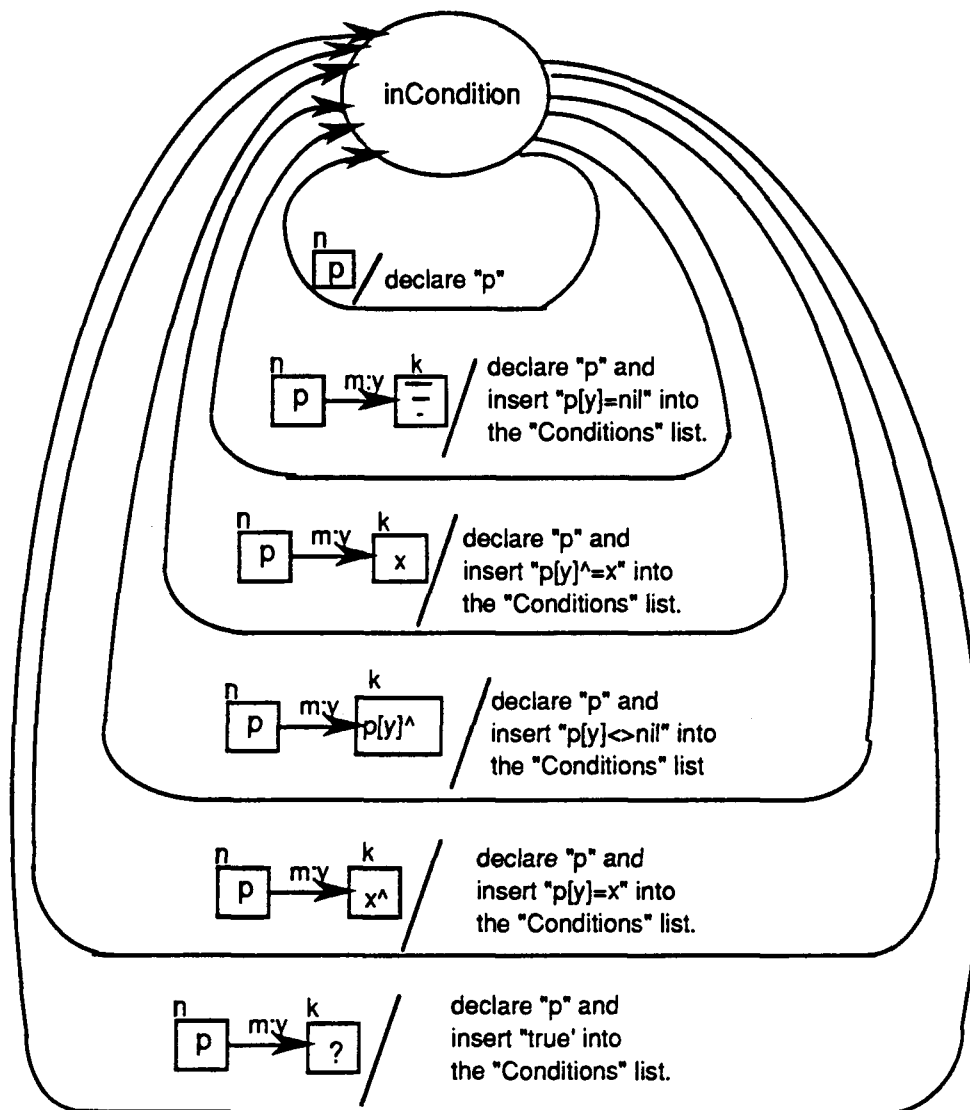 inCondition
n
p
declare "p"
n
k
p
m:y
declare "p" and
insert "p[y]=nil" into
the "Conditions" list.
n
k
p
m:y
x
declare "p" and
insert "p[y]^=x" into
the "Conditions" list.
n
k
p
m:y
p[y]^
declare "p" and
insert "p[y]<>nil" into
the "Conditions" list
n
k
p
m:y
x^
declare "p" and
insert "p[y]=x" into
the "Conditions" list.
n
k
p
m:y
?
declare "p" and
insert "true' into
the "Conditions" list.